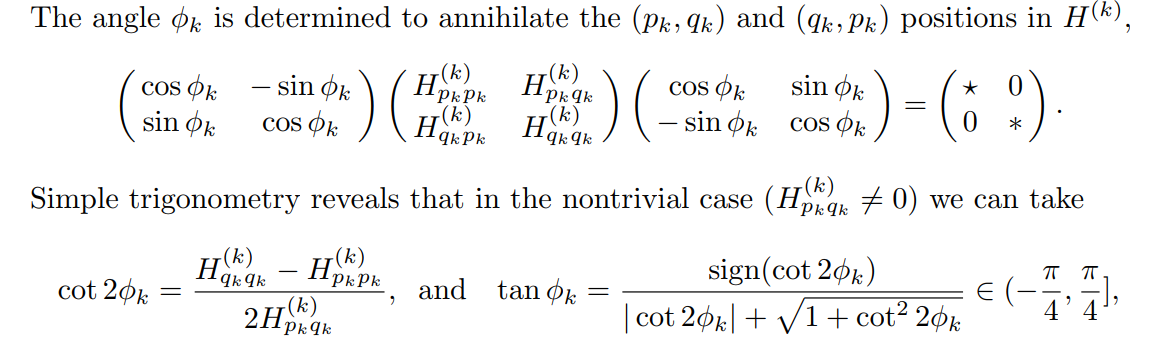 The angle $\phi_k$ is determined to annihilate the $(p_k, q_k)$ and $(q_k, p_k)$ positions in $H^{(k)}$,
$\begin{pmatrix} \cos\phi_k & -\sin\phi_k \\ \sin\phi_k & \cos\phi_k \end{pmatrix} \begin{pmatrix} H^{(k)}_{p_k p_k} & H^{(k)}_{p_k q_k} \\ H^{(k)}_{q_k p_k} & H^{(k)}_{q_k q_k} \end{pmatrix} \begin{pmatrix} \cos\phi_k & \sin\phi_k \\ -\sin\phi_k & \cos\phi_k \end{pmatrix} = \begin{pmatrix} \star & 0 \\ 0 & * \end{pmatrix}.$
Simple trigonometry reveals that in the nontrivial case ($H^{(k)}_{p_k q_k} \neq 0$) we can take
$\cot 2\phi_k = \frac{H^{(k)}_{q_k q_k} - H^{(k)}_{p_k p_k}}{2H^{(k)}_{p_k q_k}}$, and $\tan\phi_k = \frac{\text{sign}(\cot 2\phi_k)}{|\cot 2\phi_k| + \sqrt{1 + \cot^2 2\phi_k}} \in (-\frac{\pi}{4}, \frac{\pi}{4}],$